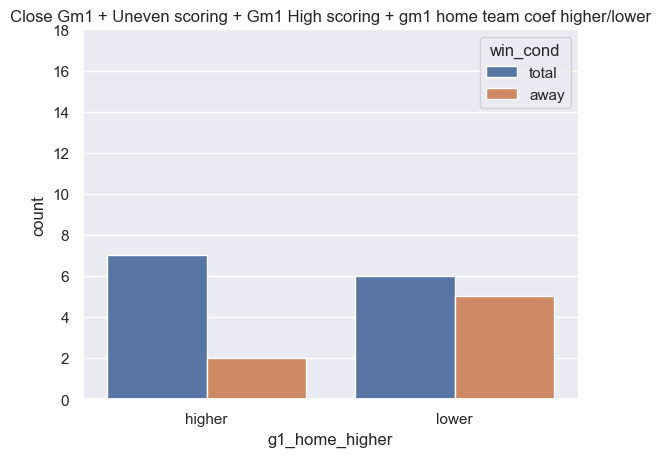 Close Gm1 + Uneven scoring + Gm1 High scoring + gm1 home team coef higher/lower
win_cond
total
away
18
16
14
12
10
8
6
4
2
0
count
higher
lower
g1_home_higher